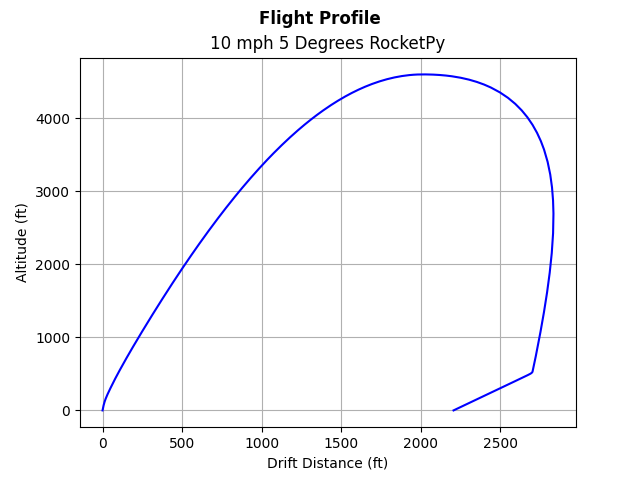 Flight Profile
10 mph 5 Degrees RocketPy
Altitude (ft)
4000
3000
2000
1000
0
0 500 1000 1500 2000 2500
Drift Distance (ft)